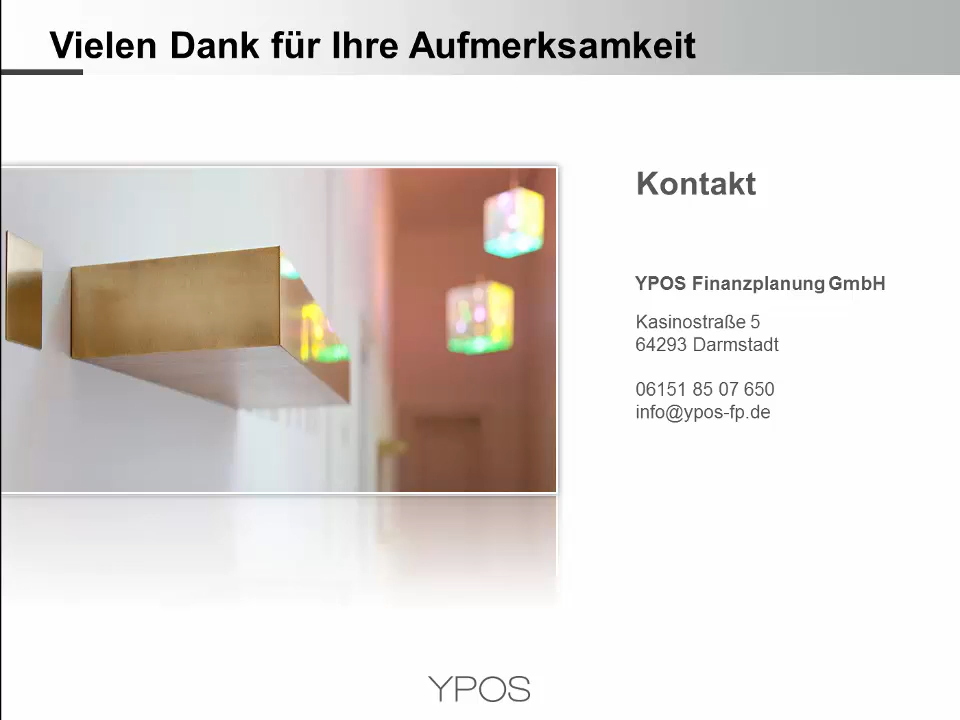 Vielen Dank für Ihre Aufmerksamkeit
Kontakt
YPOS Finanzplanung GmbH
Kasinostraße 5
64293 Darmstadt
06151 85 07 650
info@ypos-fp.de
YPOS